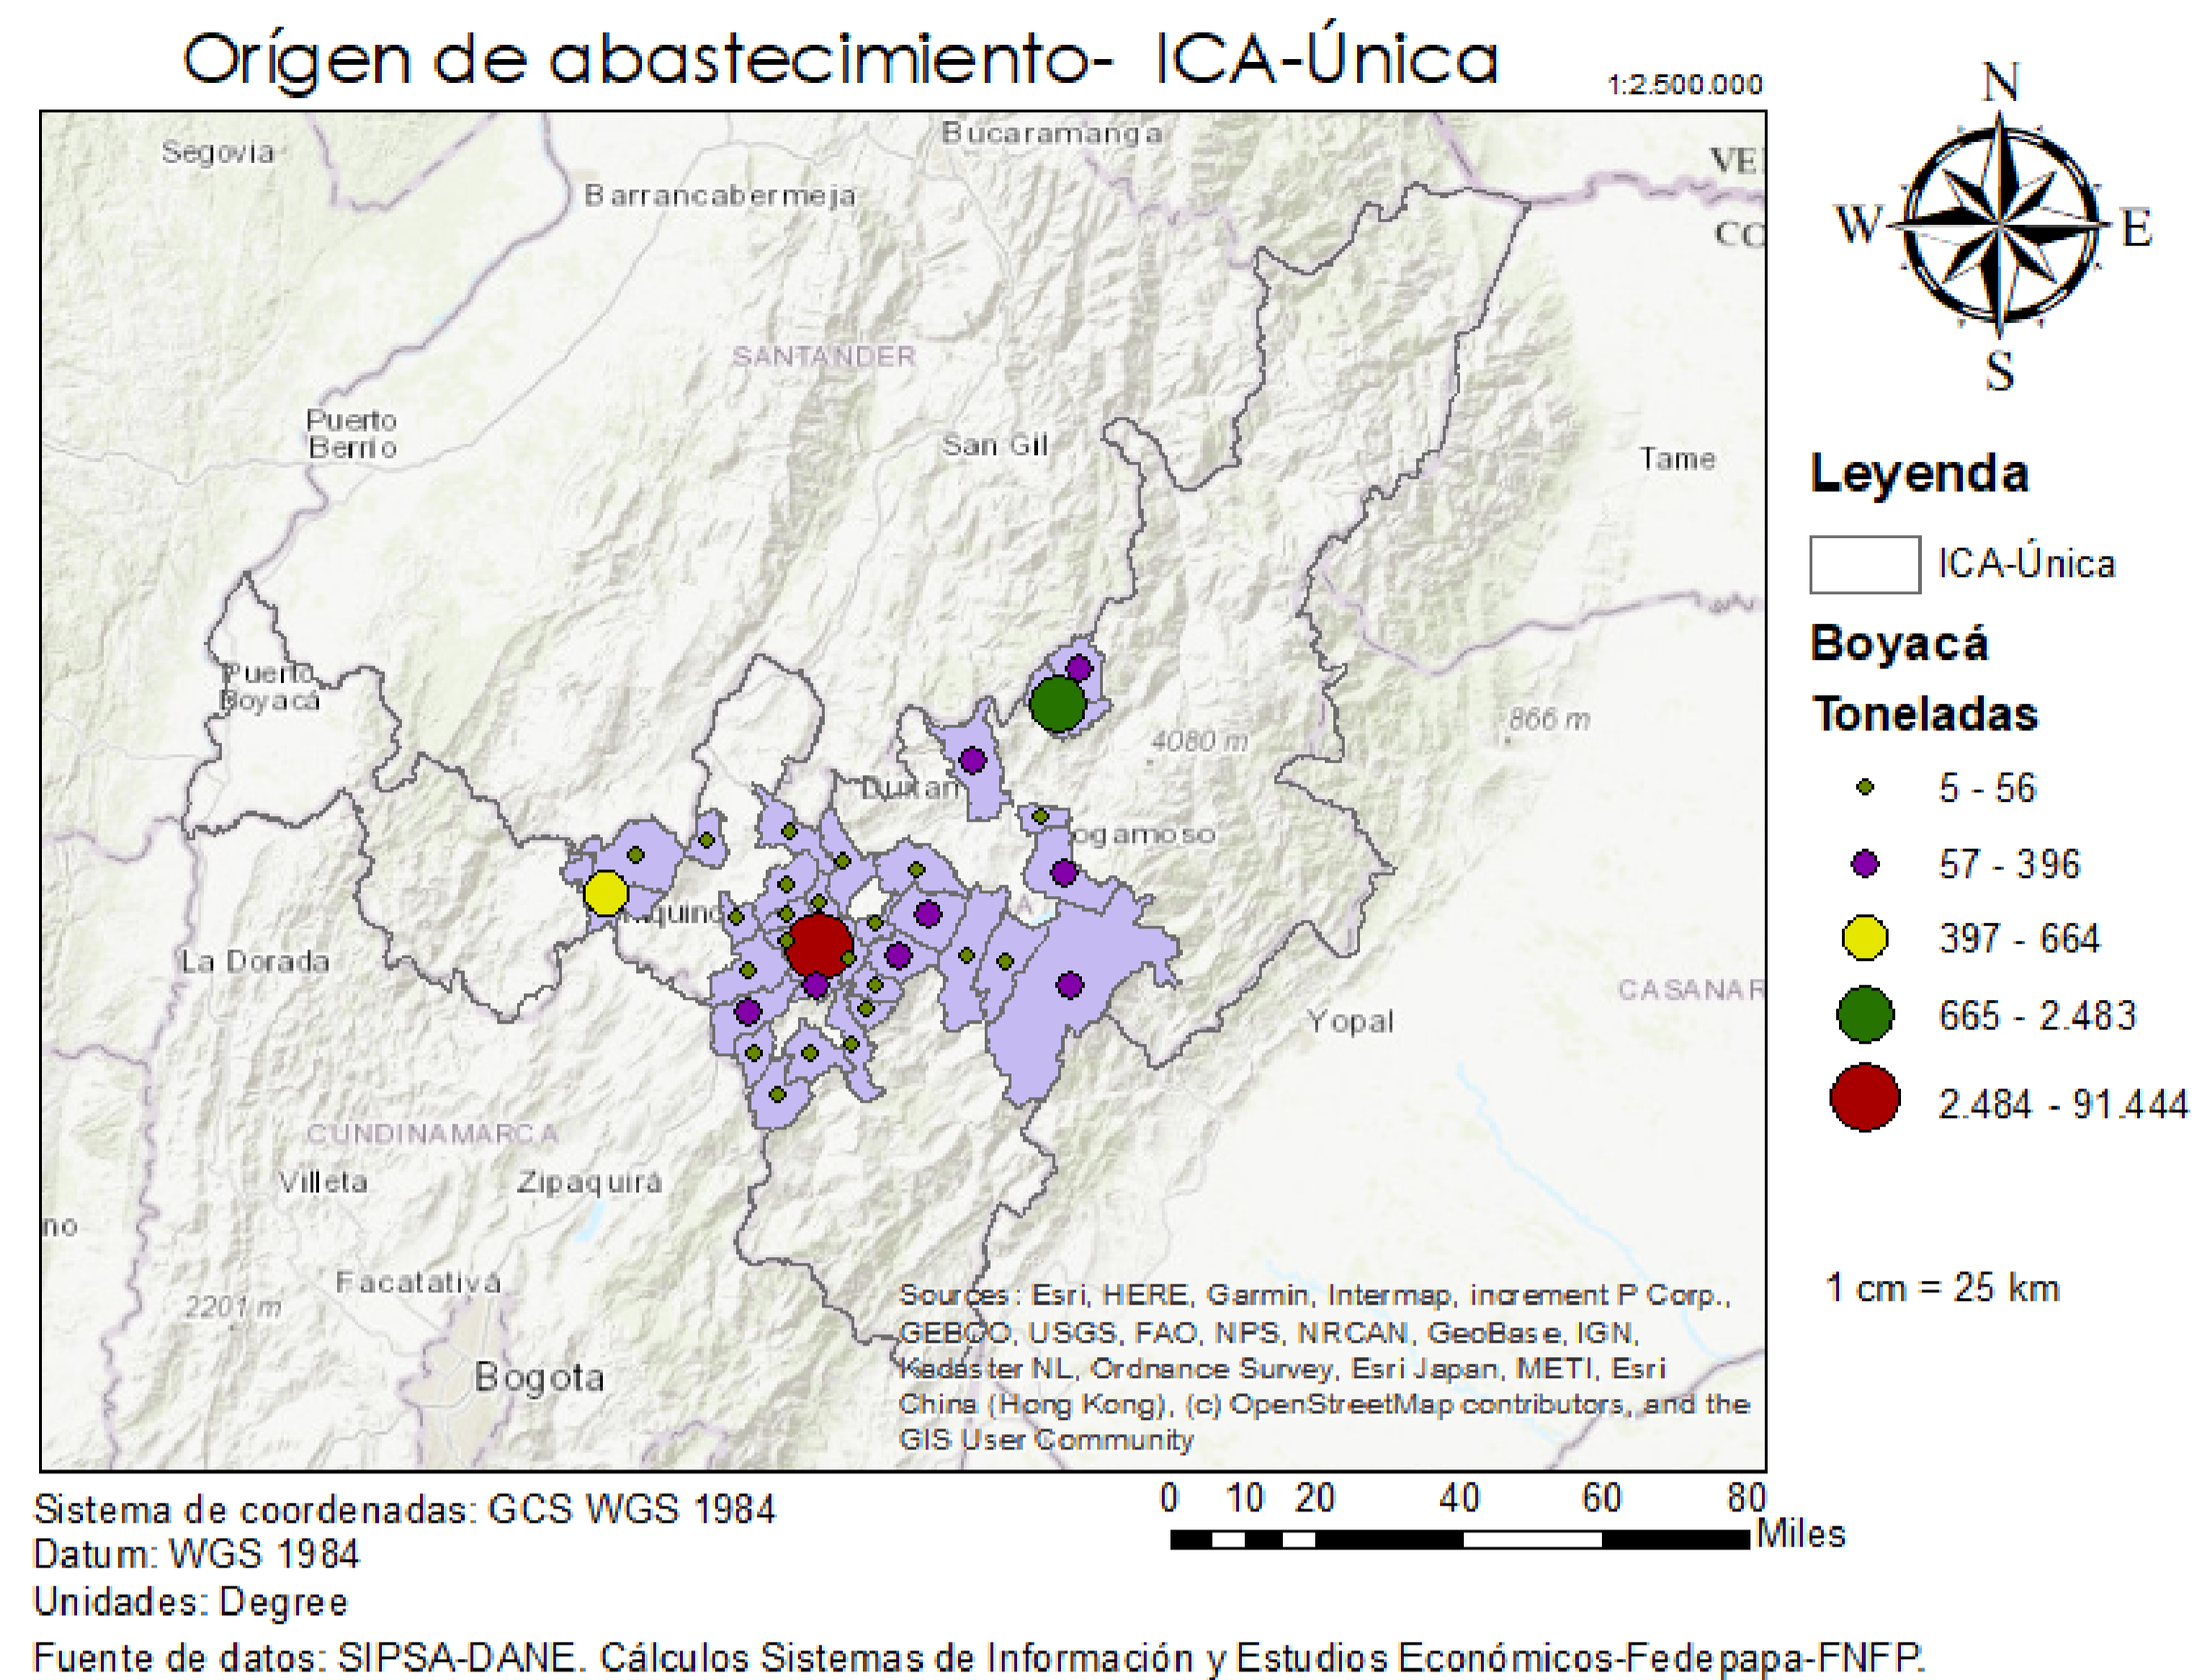 Orígen de abastecimiento- ICA-Única
1:2.500.000
N
W
E
S
Segovia
Bucaramanga
Barrancabermeja
VE
CO
SANTANDER
Puerto
Berrio
San Gil
Tame
Puerto
Boyacá
866 m
4080 m
Duitam
ogamoso
quinq
La Dorada
CASANAR
Yopal
CUNDINAMARCA
Villeta
Zipaquirá
no
Facatativá
2201 m
Bogota
Sources: Esri, HERE, Garmin, Intermap, increment P Corp.,
GEBCO, USGS, FAO, NPS, NRCAN, GeoBase, IGN,
Kadaster NL, Ordnance Survey, Esri Japan, METI, Esri
China (Hong Kong), (c) OpenStreetMap contributors, and the
GIS User Community
Leyenda
ICA-Única
Boyacá
Toneladas
5 - 56
57 - 396
397 - 664
665 - 2.483
2.484 - 91.444
1 cm = 25 km
0 10 20 40 60 80
Miles
Sistema de coordenadas: GCS WGS 1984
Datum: WGS 1984
Unidades: Degree
Fuente de datos: SIPSA-DANE. Cálculos Sistemas de Información y Estudios Económicos-Fedepapa-FNFP.